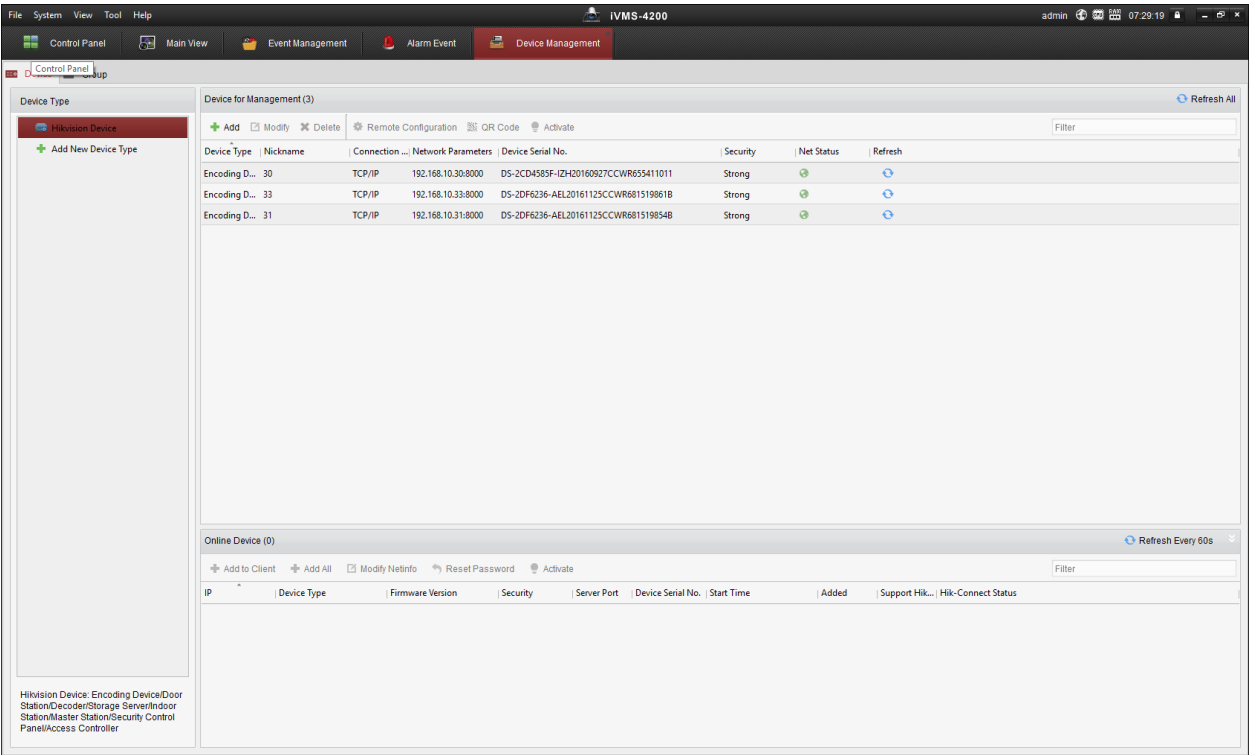 File System View Tool Help
iVMS-4200
admin 07:29:19
Control Panel Main View Event Management Alarm Event Device Management
Control Panel
Device Type
Hikvision Device
Add New Device Type
Hikvision Device: Encoding Device/Door
Station/Decoder/Storage Server/Indoor
Station/Master Station/Security Control
Panel/Access Controller
Device for Management (3) Refresh All
Add Modify Delete Remote Configuration QR Code Activate Filter
Device Type Nickname Connection ... Network Parameters Device Serial No. Security Net Status Refresh
Encoding D... 30 TCP/IP 192.168.10.30:8000 DS-2CD4585F-IZH20160927CCWR655411011 Strong
Encoding D... 33 TCP/IP 192.168.10.33:8000 DS-2DF6236-AEL20161125CCWR681519861B Strong
Encoding D... 31 TCP/IP 192.168.10.31:8000 DS-2DF6236-AEL20161125CCWR681519854B Strong
Online Device (0) Refresh Every 60s
Add to Client Add All Modify Netinfo Reset Password Activate Filter
IP Device Type Firmware Version Security Server Port Device Serial No. Start Time Added Support Hik... Hik-Connect Status